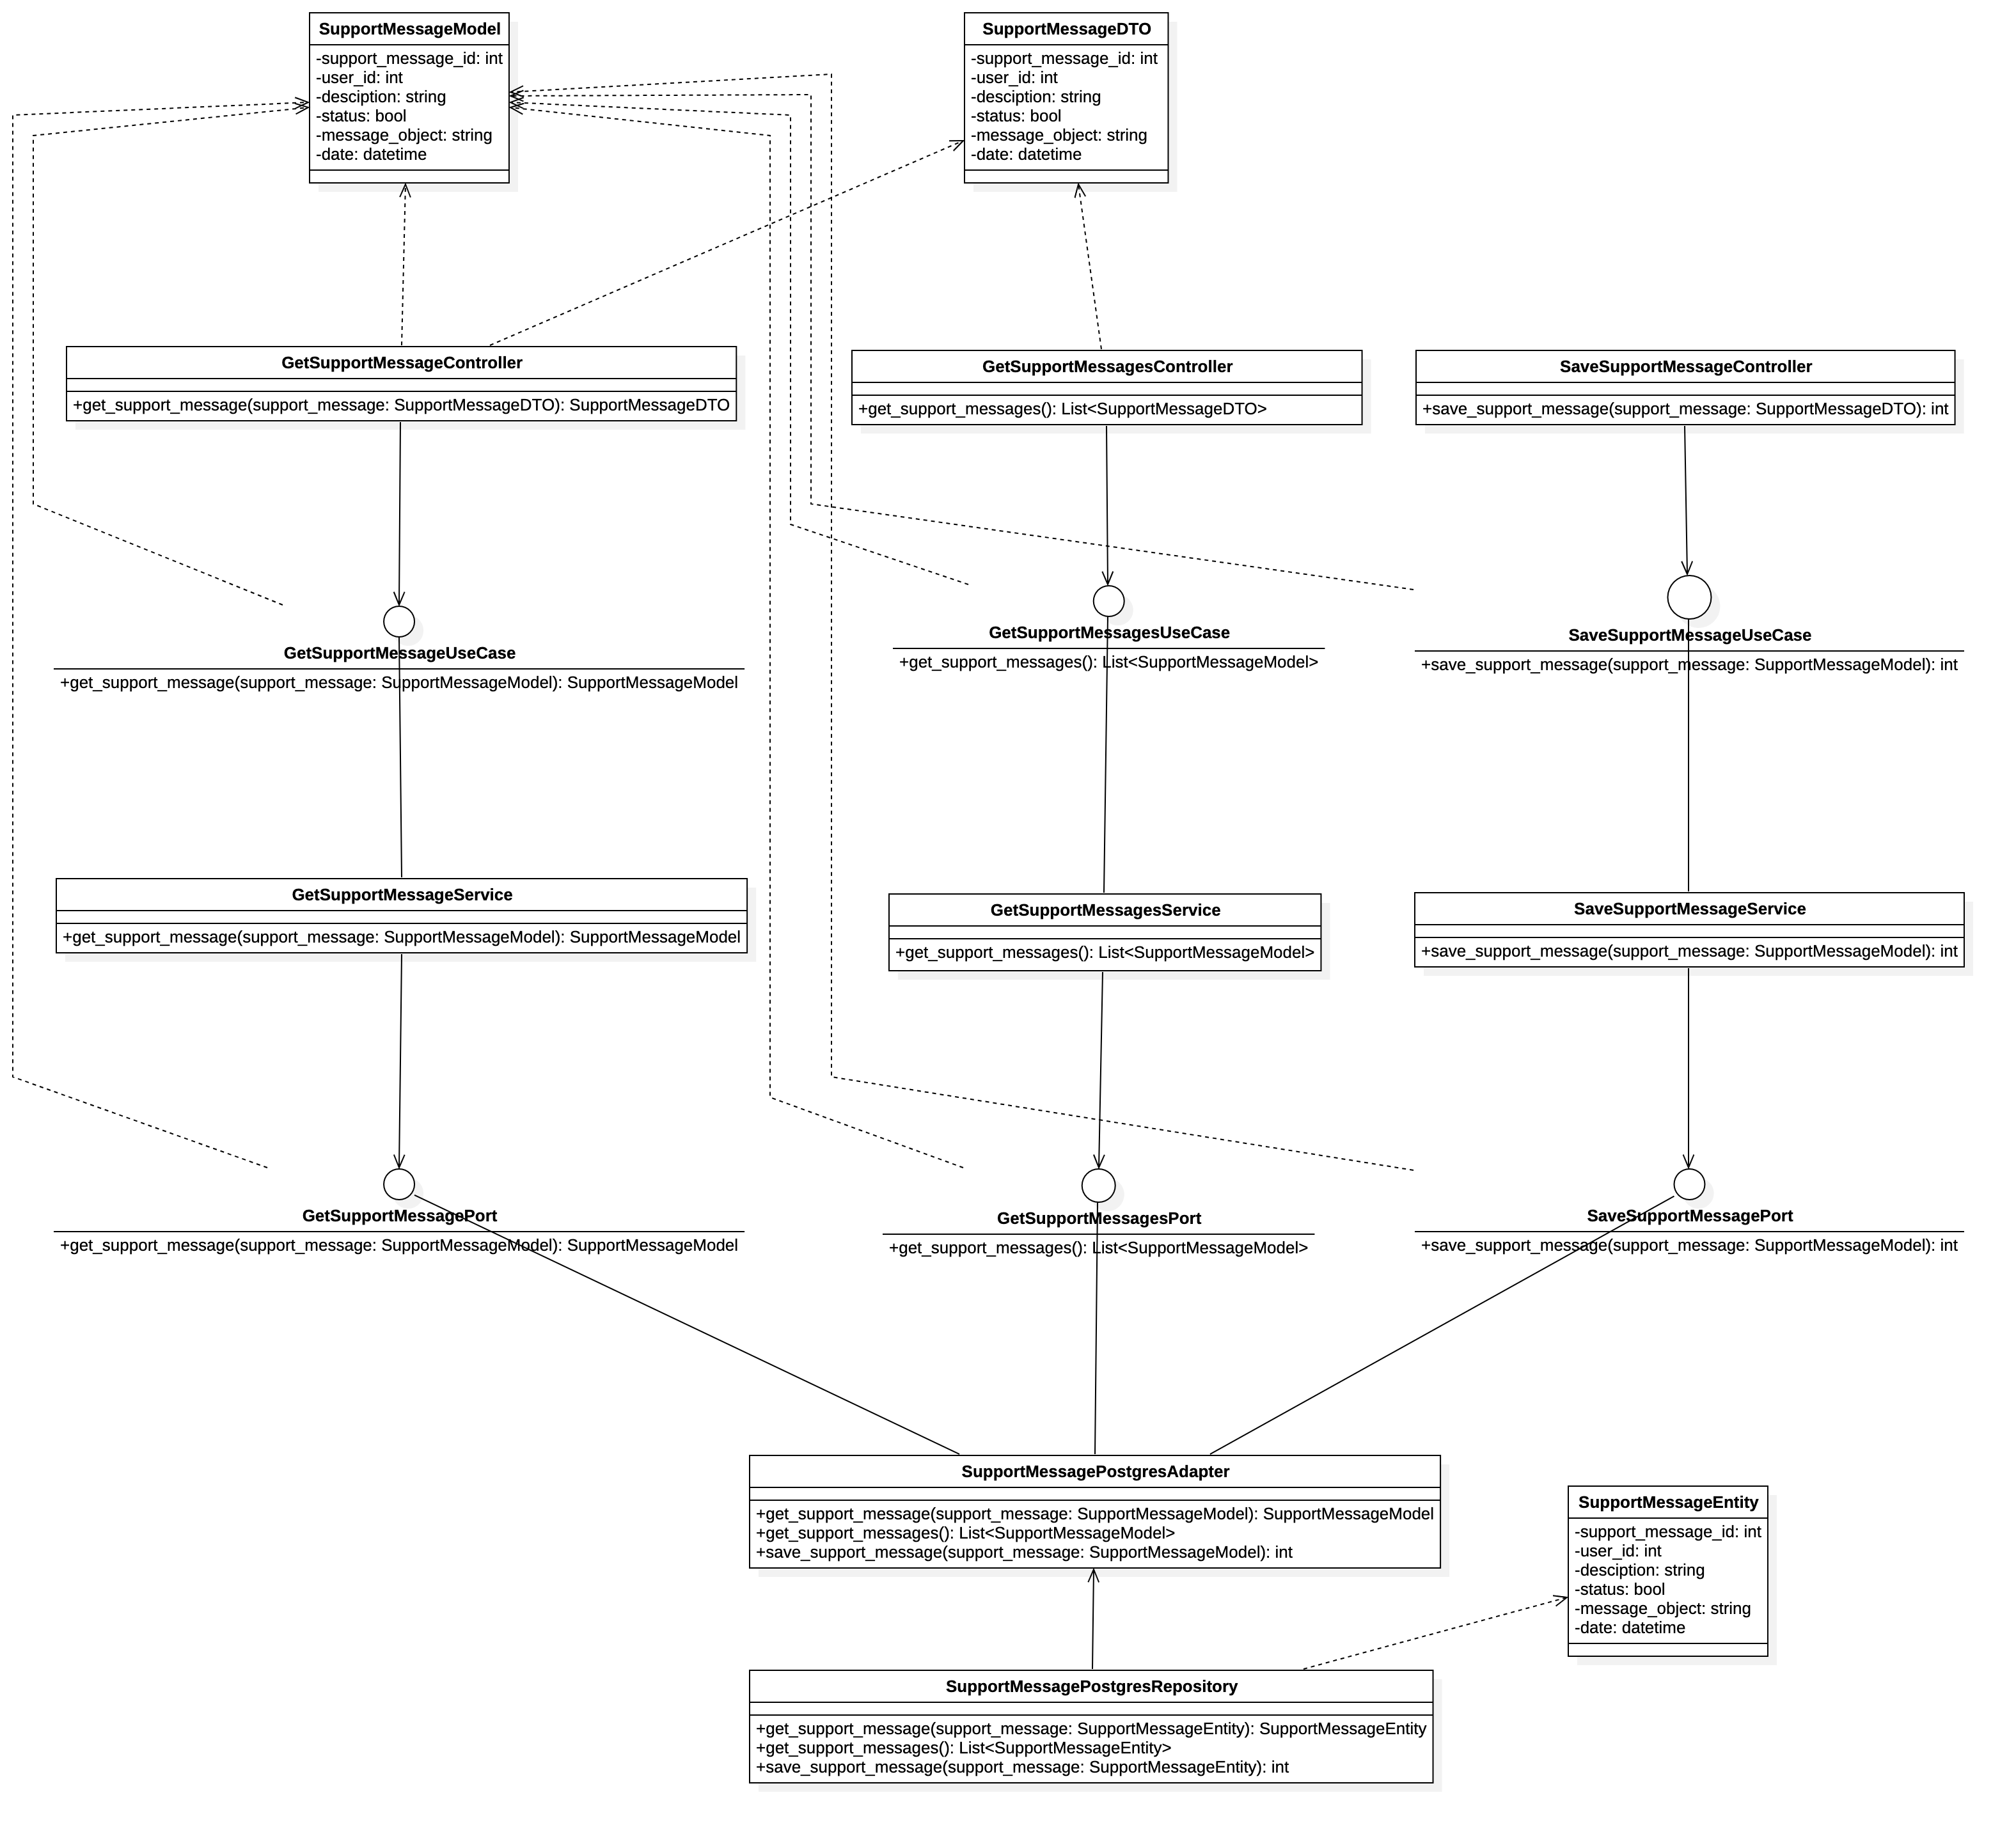 SupportMessageModel
-support_message_id: int
-user_id: int
-desciption: string
-status: bool
-message_object: string
-date: datetime
SupportMessageDTO
-support_message_id: int
-user_id: int
-desciption: string
-status: bool
-message_object: string
-date: datetime
GetSupportMessageController
+get_support_message(support_message: SupportMessageDTO): SupportMessageDTO
GetSupportMessagesController
+get_support_messages(): List<SupportMessageDTO>
SaveSupportMessageController
+save_support_message(support_message: SupportMessageDTO): int
GetSupportMessageUseCase
+get_support_message(support_message: SupportMessageModel): SupportMessageModel
GetSupportMessagesUseCase
+get_support_messages(): List<SupportMessageModel>
SaveSupportMessageUseCase
+save_support_message(support_message: SupportMessageModel): int
GetSupportMessageService
+get_support_message(support_message: SupportMessageModel): SupportMessageModel
GetSupportMessagesService
+get_support_messages(): List<SupportMessageModel>
SaveSupportMessageService
+save_support_message(support_message: SupportMessageModel): int
GetSupportMessagePort
+get_support_message(support_message: SupportMessageModel): SupportMessageModel
GetSupportMessagesPort
+get_support_messages(): List<SupportMessageModel>
SaveSupportMessagePort
+save_support_message(support_message: SupportMessageModel): int
SupportMessagePostgresAdapter
+get_support_message(support_message: SupportMessageModel): SupportMessageModel
+get_support_messages(): List<SupportMessageModel>
+save_support_message(support_message: SupportMessageModel): int
SupportMessageEntity
-support_message_id: int
-user_id: int
-desciption: string
-status: bool
-message_object: string
-date: datetime
SupportMessagePostgresRepository
+get_support_message(support_message: SupportMessageEntity): SupportMessageEntity
+get_support_messages(): List<SupportMessageEntity>
+save_support_message(support_message: SupportMessageEntity): int